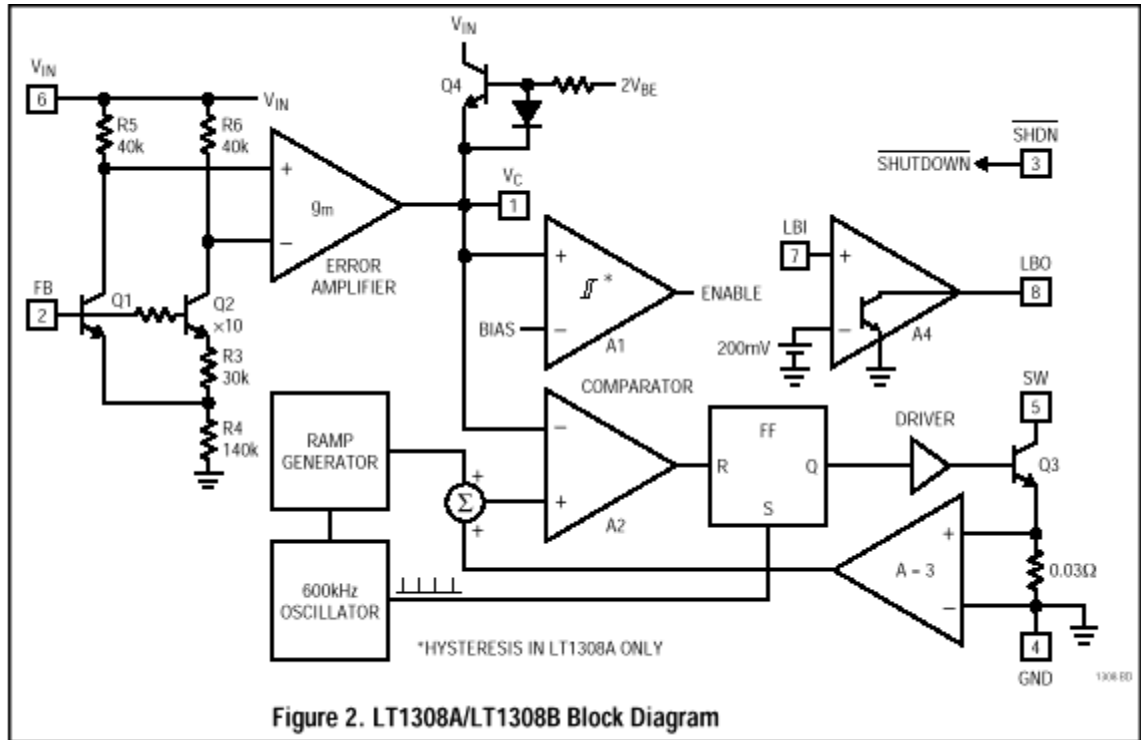 VIN
6
VIN
R5
40k
R6
40k
+
gm
−
ERROR
AMPLIFIER
FB
2
Q1
Q2
×10
R3
30k
R4
140k
VIN
Q4
2VBE
VC
1
+
*
ENABLE
BIAS
−
A1
SHDN
SHUTDOWN
3
LBI
7
+
LBO
8
−
200mV
A4
COMPARATOR
−
+
A2
RAMP
GENERATOR
+
Σ
+
600kHz
OSCILLATOR
FF
R
Q
S
DRIVER
SW
5
Q3
+
A = 3
−
0.03Ω
4
GND
*HYSTERESIS IN LT1308A ONLY
1308 BD
Figure 2. LT1308A/LT1308B Block Diagram